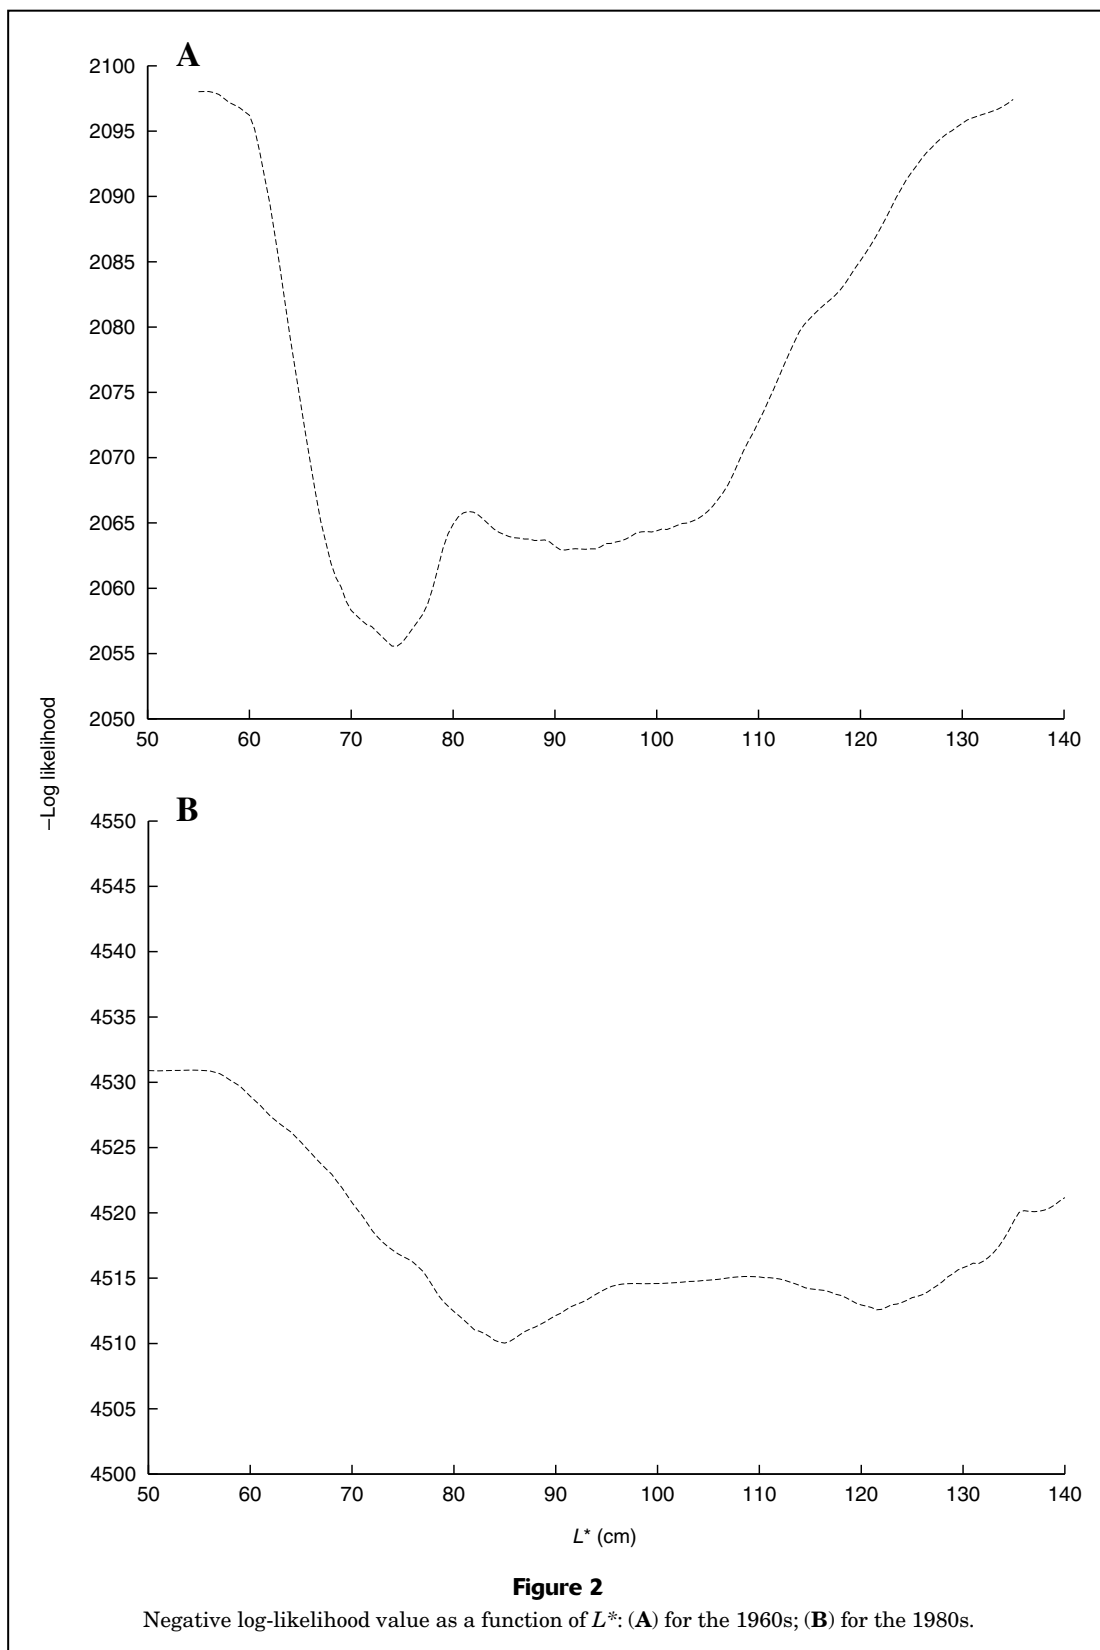 A
2100
2095
2090
2085
2080
2075
2070
2065
2060
2055
2050
50 60 70 80 90 100 110 120 130 140
–Log likelihood
B
4550
4545
4540
4535
4530
4525
4520
4515
4510
4505
4500
50 60 70 80 90 100 110 120 130 140
L* (cm)
Figure 2
Negative log-likelihood value as a function of L*: (A) for the 1960s; (B) for the 1980s.